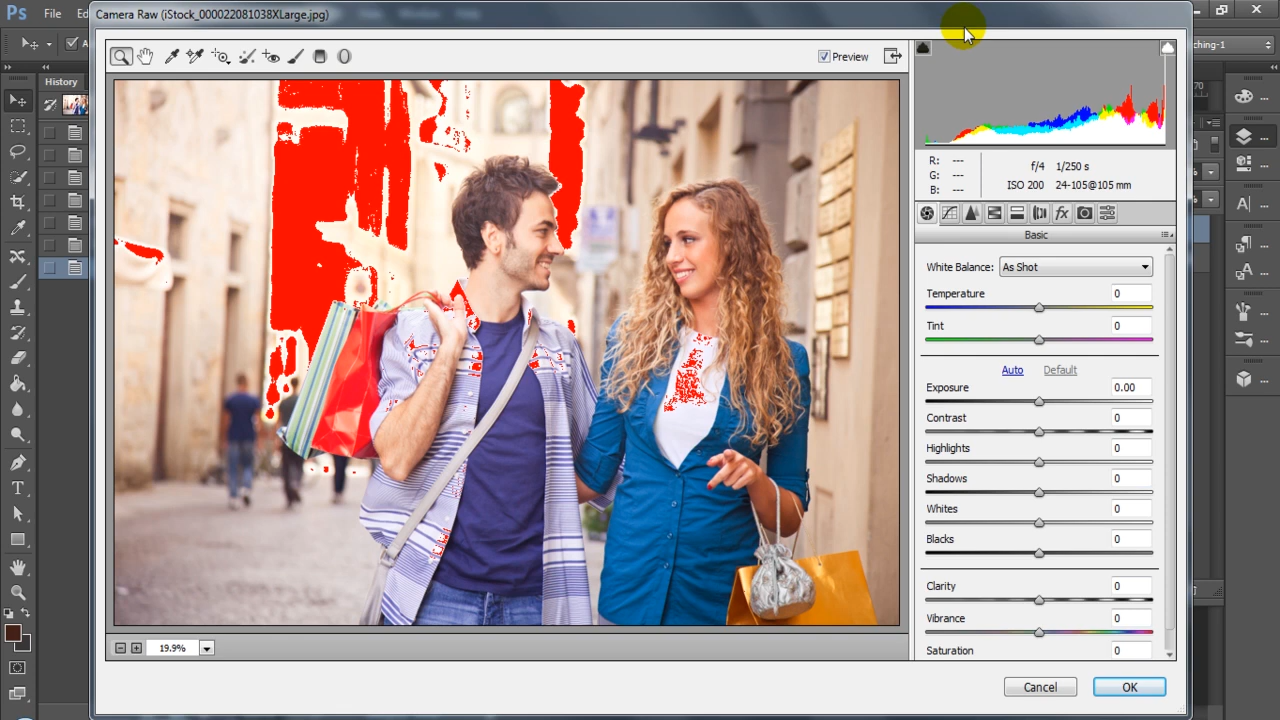 Ps File Ed
Camera Raw (iStock_000022081038XLarge.jpg)
A
ching-1
History
Preview
R: ---
G: ---
B: ---
f/4 1/250 s
ISO 200 24-105@105 mm
fx
Basic
White Balance: As Shot
Temperature 0
Tint 0
Auto Default
Exposure 0.00
Contrast 0
Highlights 0
Shadows 0
Whites 0
Blacks 0
Clarity 0
Vibrance 0
Saturation 0
19.9%
Cancel OK